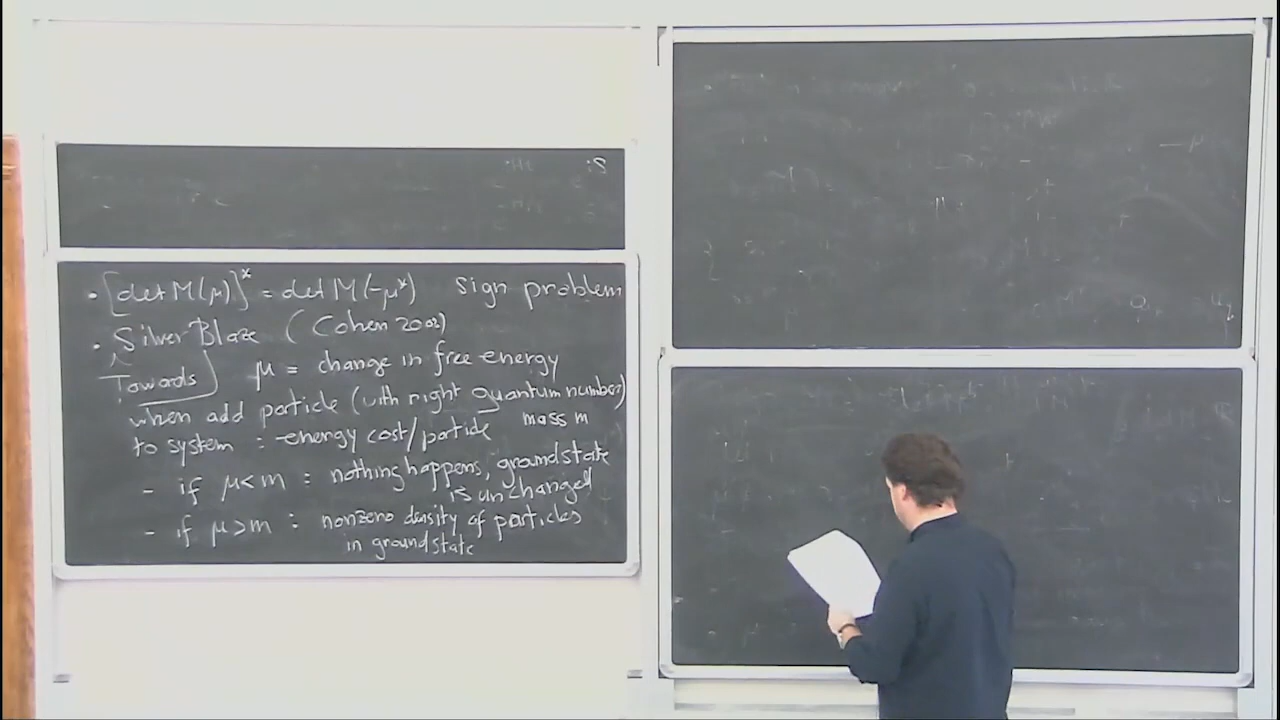 iS
• [det M(μ)]* = det M(-μ*) sign problem
• Silver Blaze (Cohen 2002)
Towards μ = change in free energy
when add particle (with right quantum number)
to system : energy cost/particle mass m
- if μ<m : nothing happens, groundstate
is unchanged
- if μ>m : nonzero density of particles
in groundstate